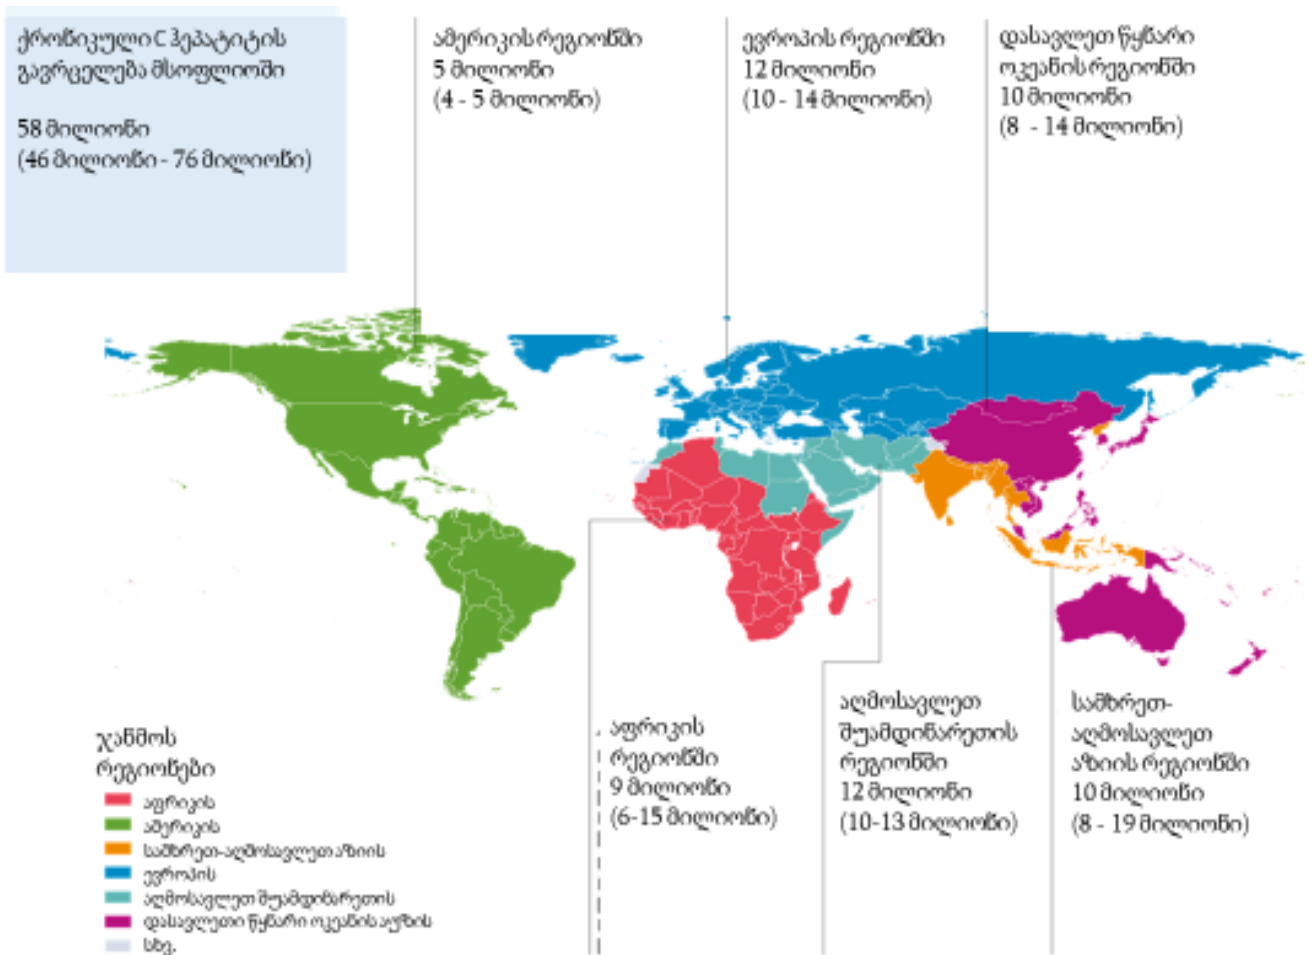 ქრონიკული C ჰეპატიტის
გავრცელება მსოფლიოში
58 მილიონი
(46 მილიონი - 76 მილიონი)
ამერიკის რეგიონში
5 მილიონი
(4 - 5 მილიონი)
ევროპის რეგიონში
12 მილიონი
(10 - 14 მილიონი)
დასავლეთ წყნარი
ოკეანის რეგიონში
10 მილიონი
(8 - 14 მილიონი)
აფრიკის
რეგიონში
9 მილიონი
(6-15 მილიონი)
აღმოსავლეთ
შუამდინარეთის
რეგიონში
12 მილიონი
(10-13 მილიონი)
სამხრეთ-
აღმოსავლეთ
აზიის რეგიონში
10 მილიონი
(8 - 19 მილიონი)
ჯანმოს
რეგიონები
აფრიკის
ამერიკის
სამხრეთ-აღმოსავლეთ აზიის
ევროპის
აღმოსავლეთ შუამდინარეთის
დასავლეთი წყნარი ოკეანის აუზის
სხვ.